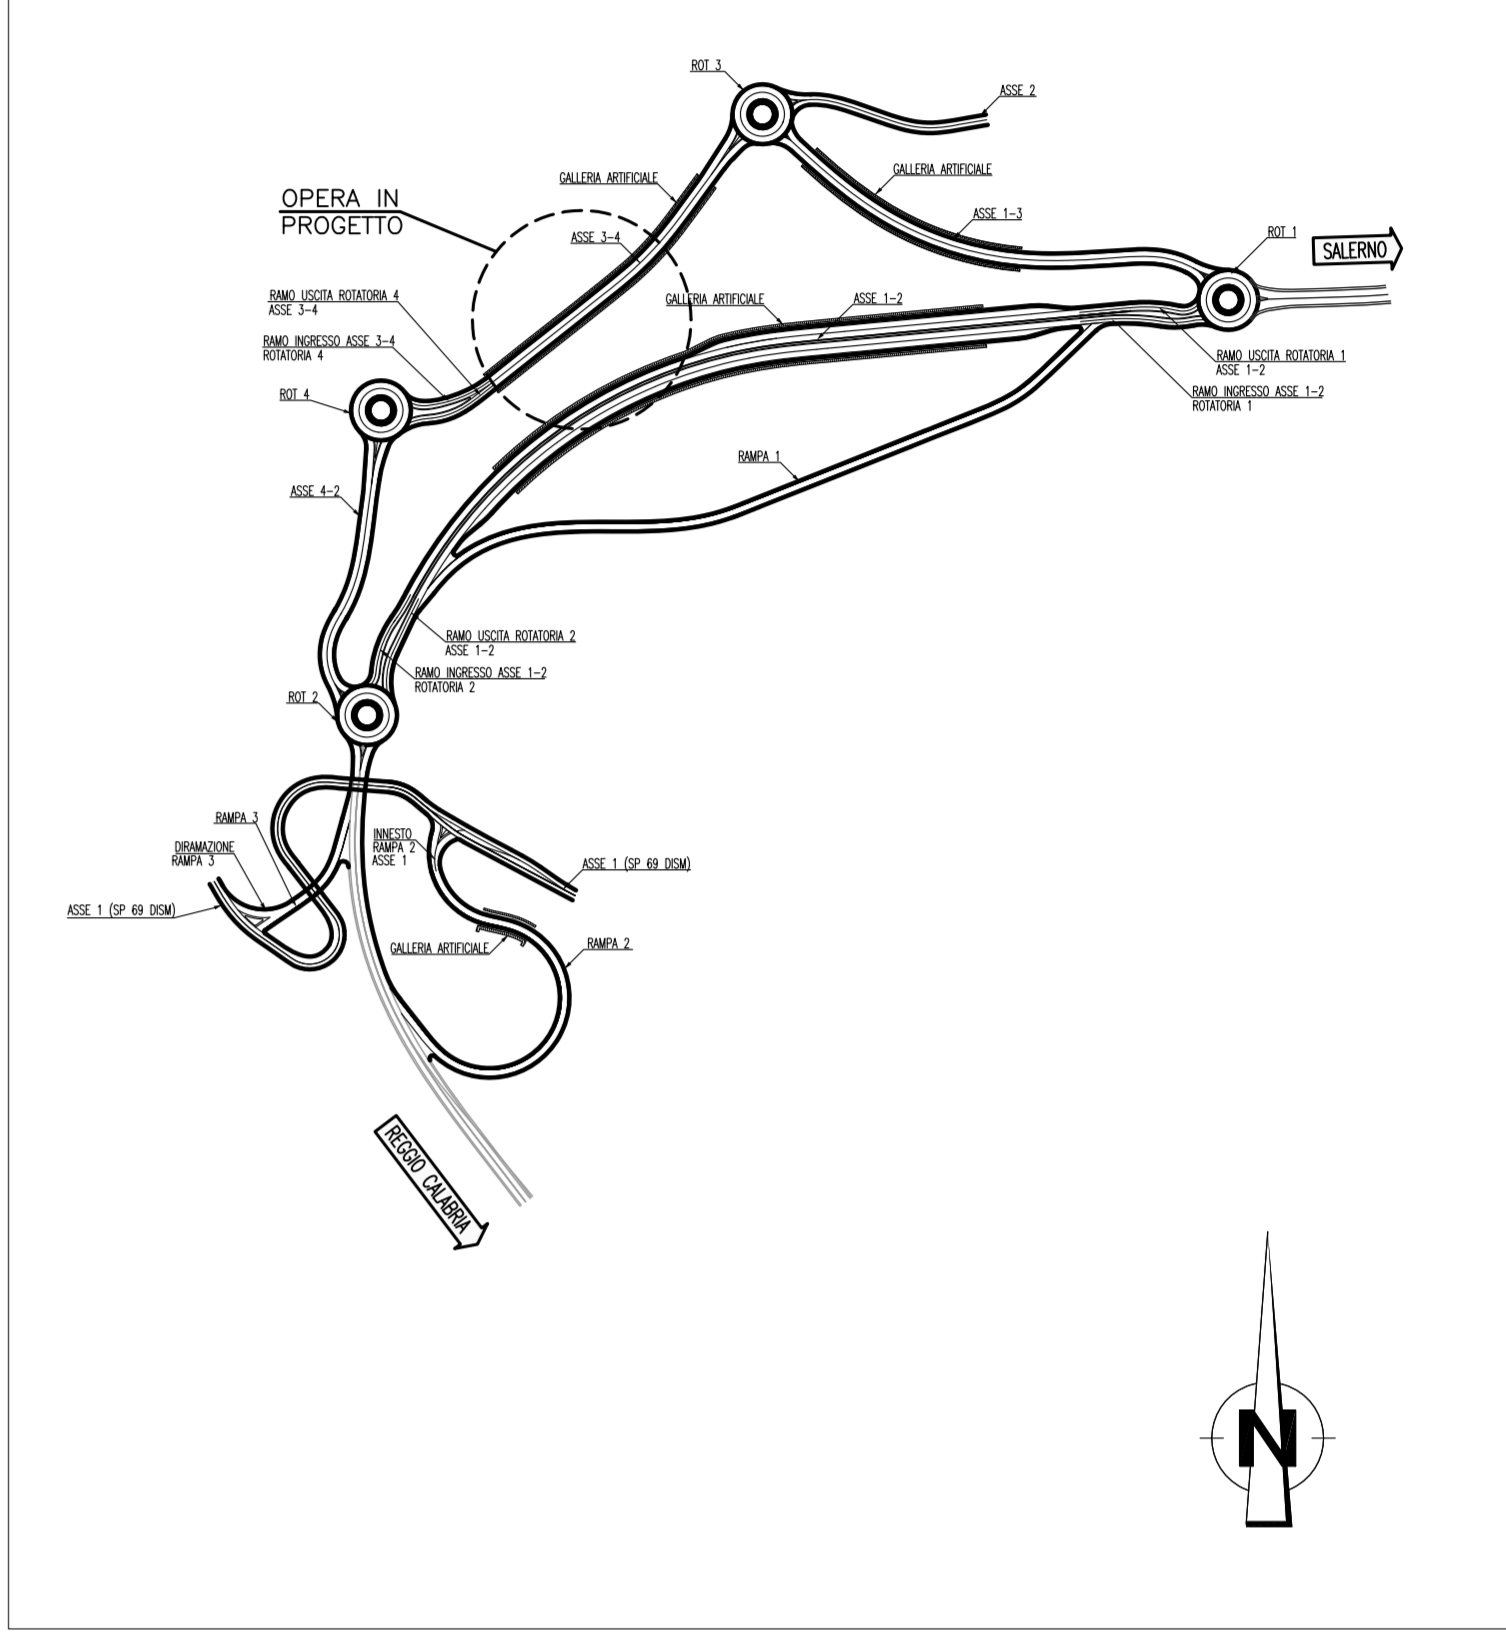 ROT 3
ASSE 2
GALLERIA ARTIFICIALE
GALLERIA ARTIFICIALE
OPERA IN
PROGETTO
ASSE 1-3
ASSE 3-4
ROT 1
SALERNO
RAMO USCITA ROTATORIA 4
ASSE 3-4
GALLERIA ARTIFICIALE
ASSE 1-2
RAMO INGRESSO ASSE 3-4
ROTATORIA 4
RAMO USCITA ROTATORIA 1
ASSE 1-2
ROT 4
RAMO INGRESSO ASSE 1-2
ROTATORIA 1
RAMPA 1
ASSE 4-2
RAMO USCITA ROTATORIA 2
ASSE 1-2
RAMO INGRESSO ASSE 1-2
ROTATORIA 2
ROT 2
RAMPA 3
DIRAMAZIONE
RAMPA 3
INNESTO
RAMPA 2
ASSE 1
ASSE 1 (SP 69 DISM)
ASSE 1 (SP 69 DISM)
GALLERIA ARTIFICIALE
RAMPA 2
REGGIO CALABRIA
N